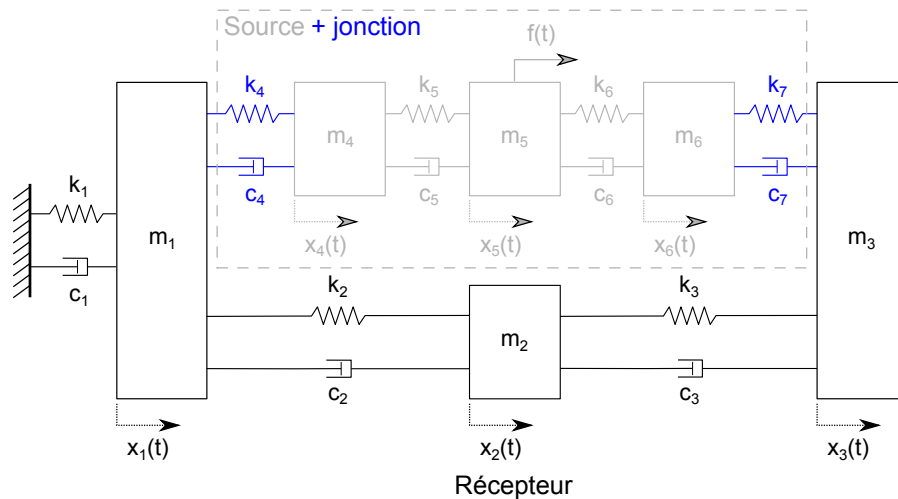 Source + jonction
f(t)
k₄
k₅
k₆
k₇
m₄
m₅
m₆
c₄
c₅
c₆
c₇
x₄(t)
x₅(t)
x₆(t)
k₁
m₁
m₃
c₁
k₂
k₃
m₂
c₂
c₃
x₁(t)
x₂(t)
x₃(t)
Récepteur